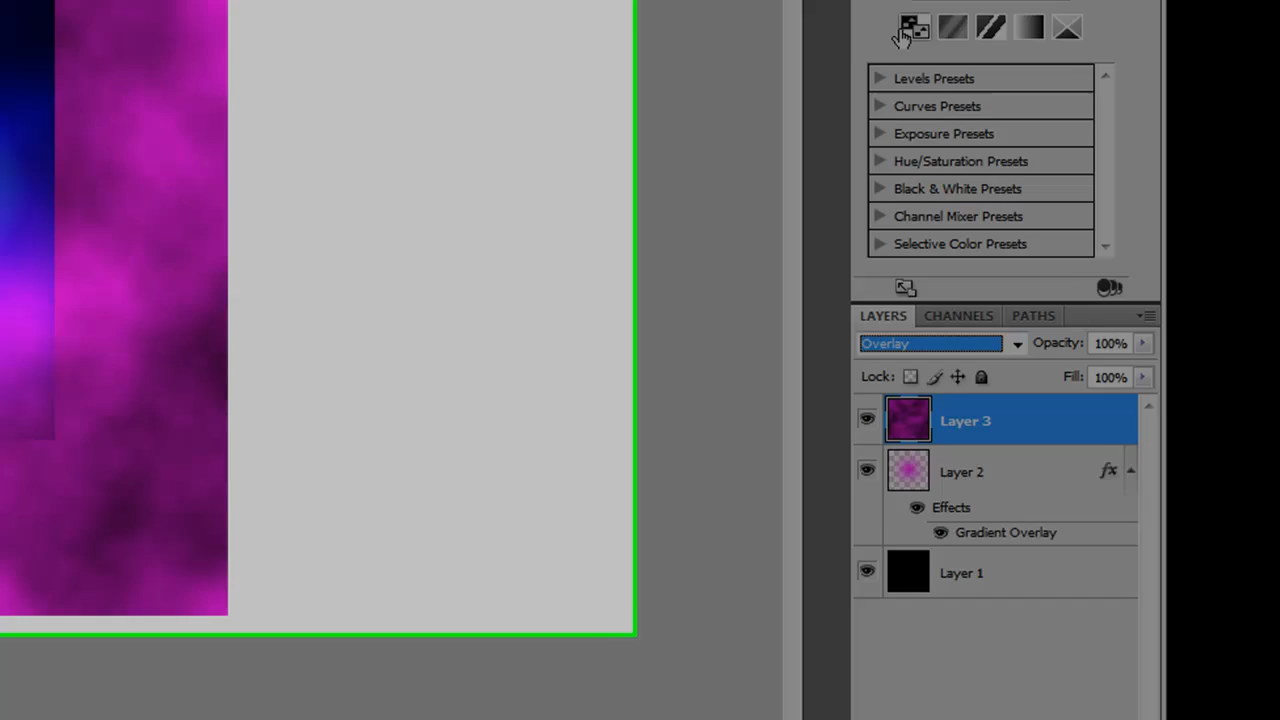 Levels Presets
Curves Presets
Exposure Presets
Hue/Saturation Presets
Black & White Presets
Channel Mixer Presets
Selective Color Presets
LAYERS CHANNELS PATHS
Overlay Opacity: 100%
Lock: Fill: 100%
Layer 3
Layer 2 fx
Effects
Gradient Overlay
Layer 1